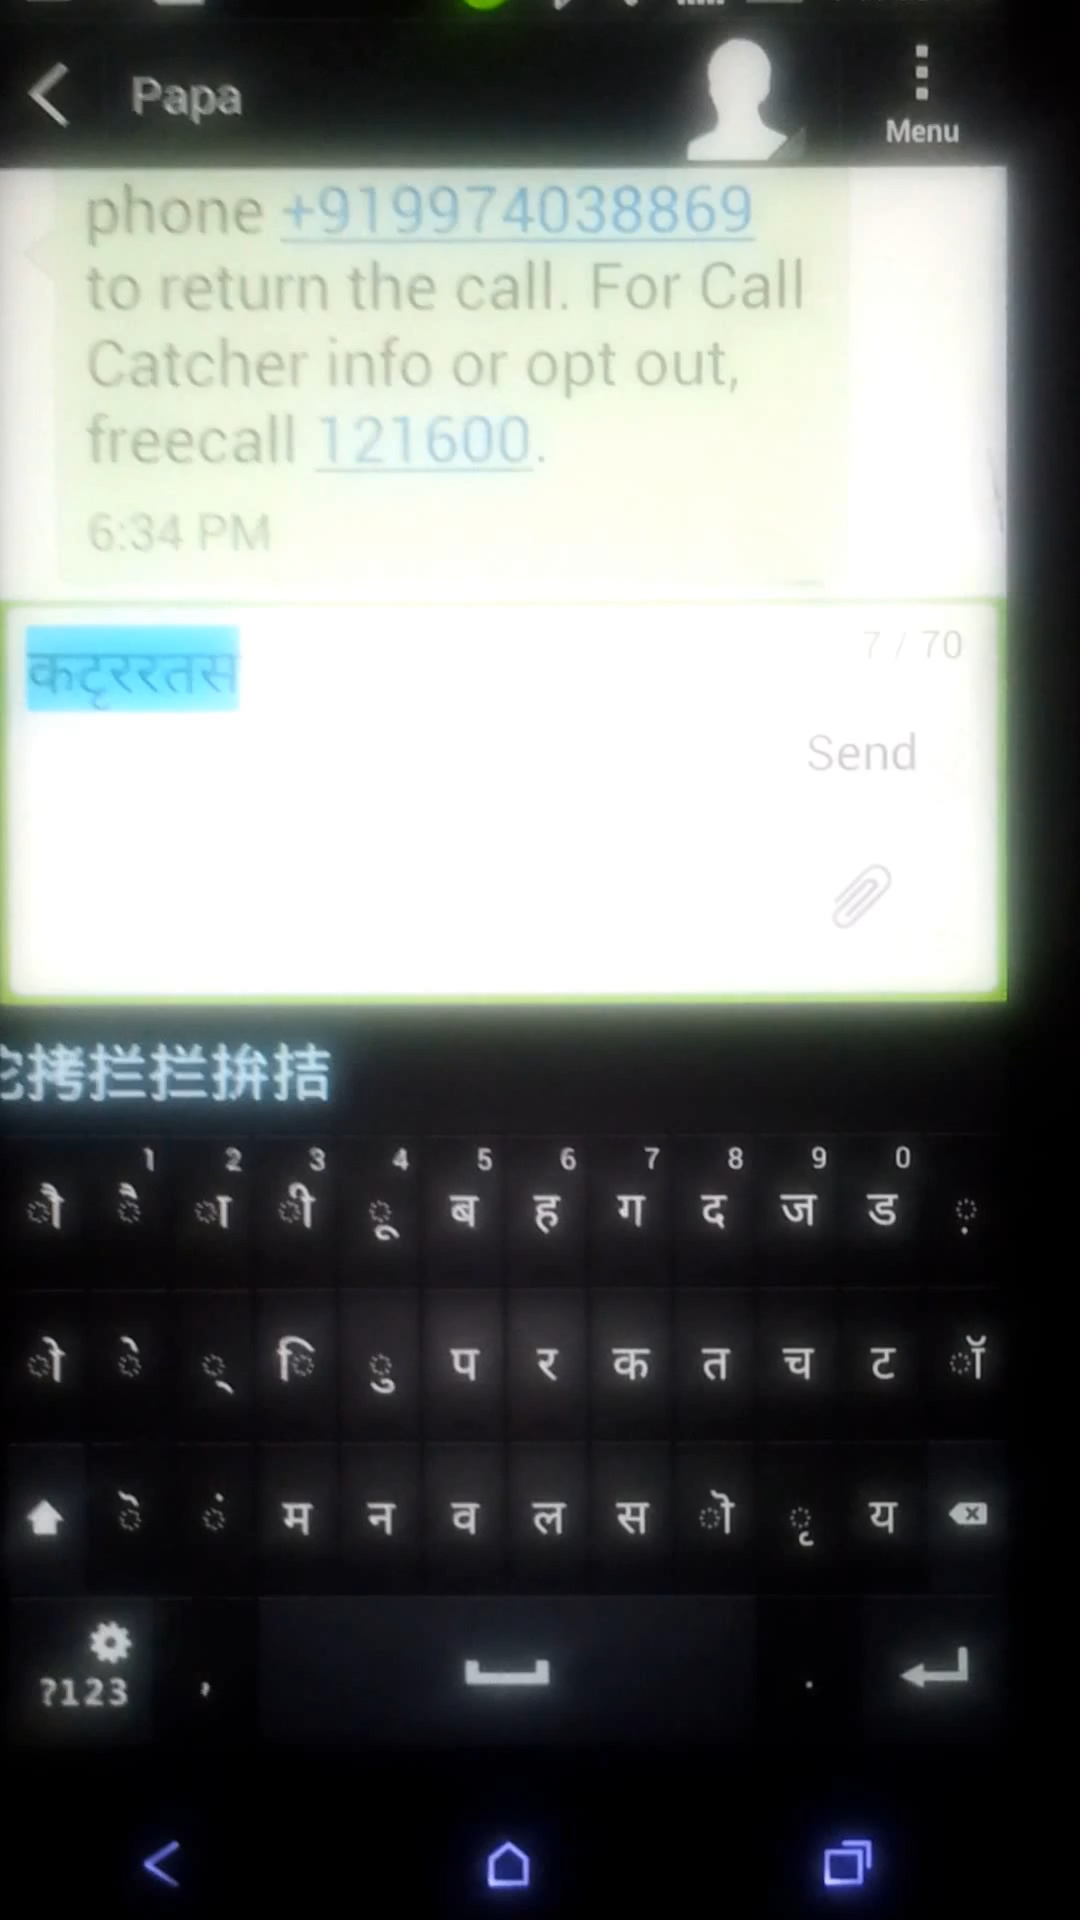 Papa
Menu
phone +919974038869
to return the call. For Call
Catcher info or opt out,
freecall 121600.
6:34 PM
कटृररतस
7 / 70
Send
拷拦拦拚拮
1 2 3 4 5 6 7 8 9 0
ौ ै ा ी ू ब ह ग द ज ड ़
ो े ् ि ु प र क त च ट ॉ
ॆ ं म न व ल स ॊ ृ य
?123 , .